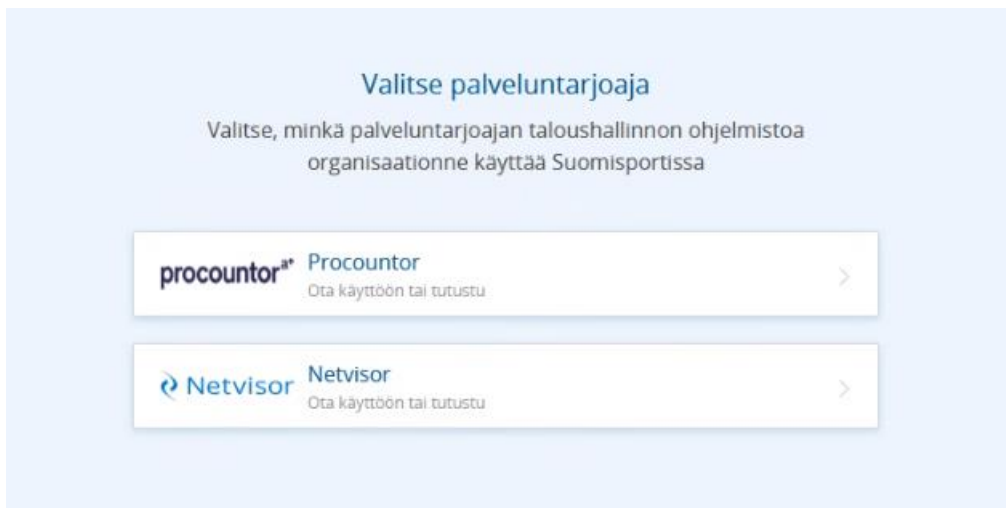 Valitse palveluntarjoaja
Valitse, minkä palveluntarjoajan taloushallinnon ohjelmistoa
organisaationne käyttää Suomisportissa
procountor a+ Procountor
Ota käyttöön tai tutustu
Netvisor Netvisor
Ota käyttöön tai tutustu